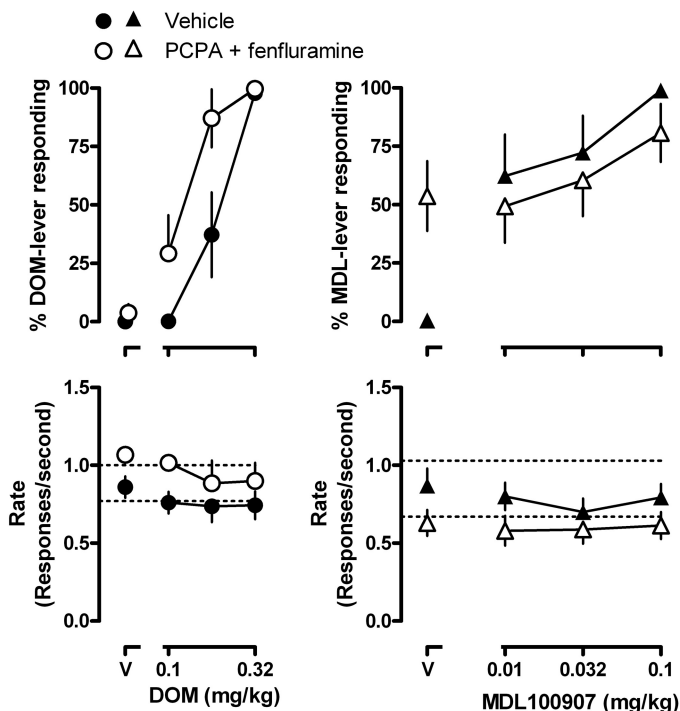 Vehicle
PCPA + fenfluramine
% DOM-lever responding
100
75
50
25
0
% MDL-lever responding
100
75
50
25
0
Rate
(Responses/second)
1.5
1.0
0.5
0.0
V
0.1
0.32
DOM (mg/kg)
Rate
(Responses/second)
1.5
1.0
0.5
0.0
V
0.01
0.032
0.1
MDL100907 (mg/kg)